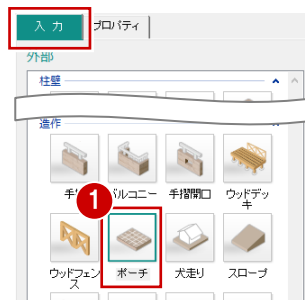 入力 プロパティ
外部
柱壁
造作
手 バルコニー 手摺開口 ウッドデッキ
1
ウッドフェンス ポーチ 犬走り スロープ